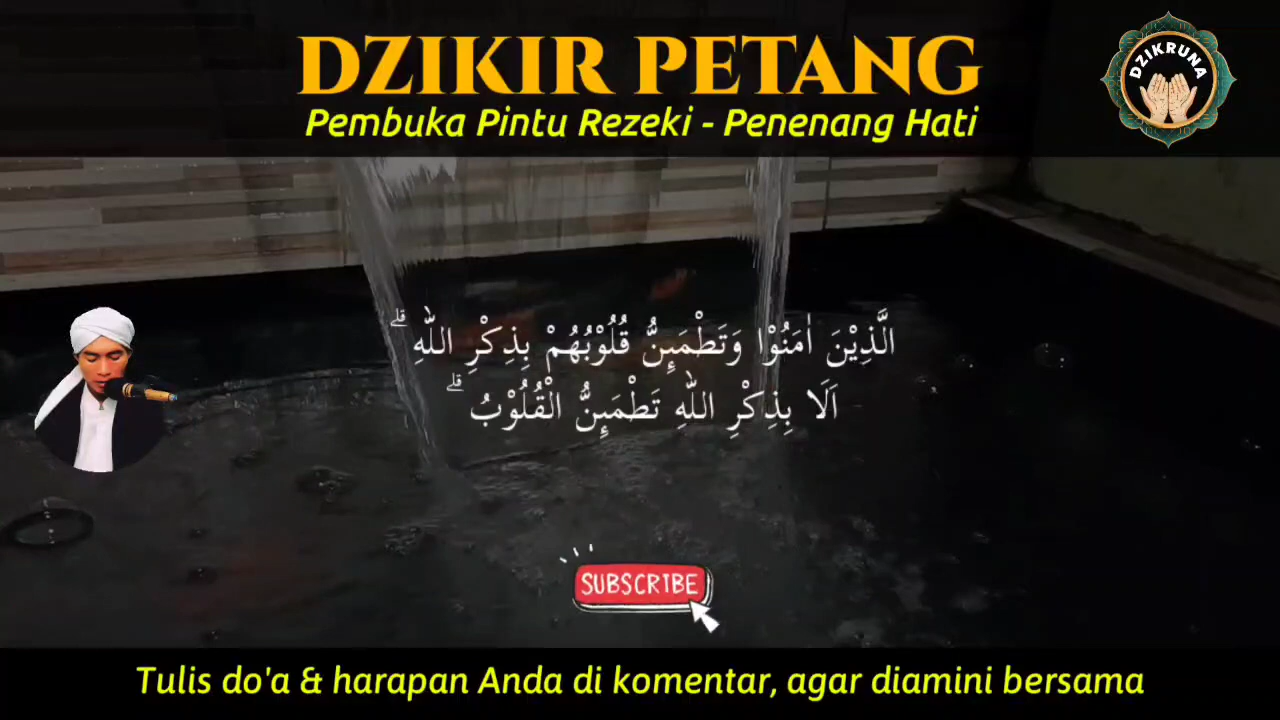 DZIKIR PETANG
Pembuka Pintu Rezeki - Penenang Hati
DZIKRUNA
الَّذِيْنَ اٰمَنُوْا وَتَطْمَىِٕنُّ قُلُوْبُهُمْ بِذِكْرِ اللّٰهِ ۗ
اَلَا بِذِكْرِ اللّٰهِ تَطْمَىِٕنُّ الْقُلُوْبُ ۗ
SUBSCRIBE
Tulis do'a & harapan Anda di komentar, agar diamini bersama